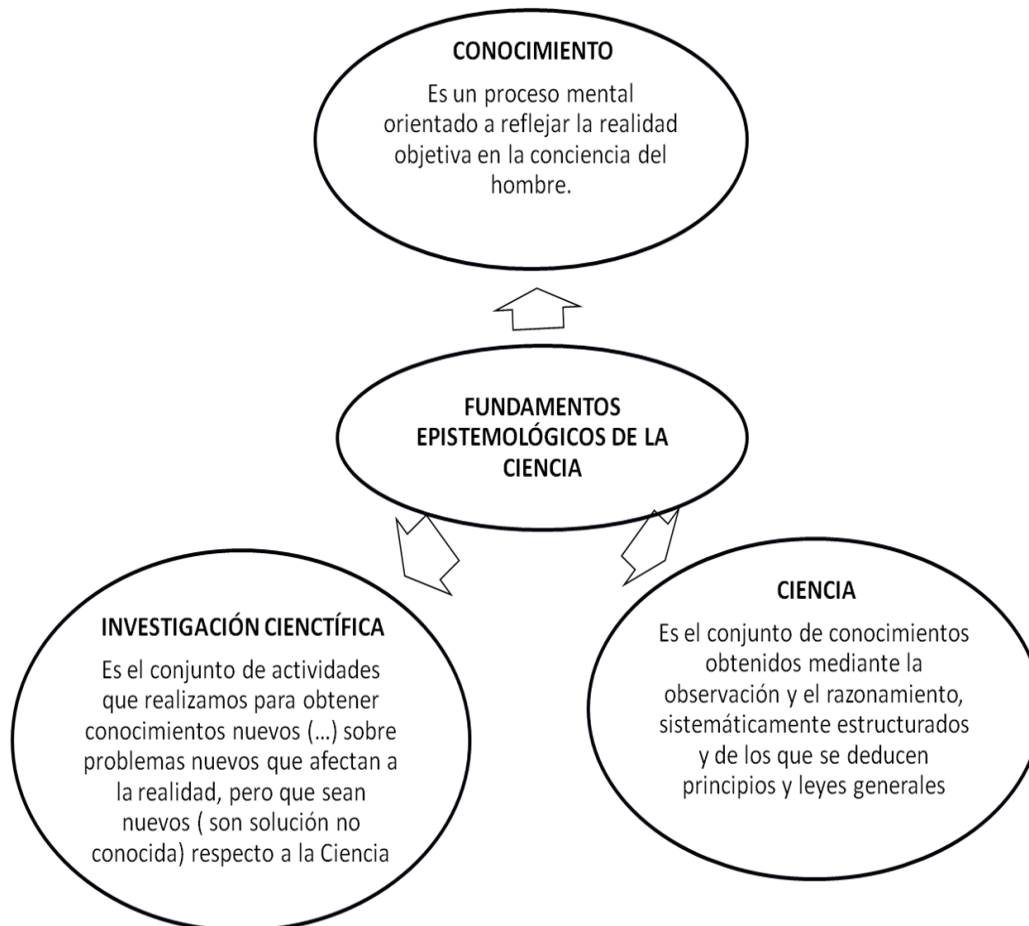 CONOCIMIENTO
Es un proceso mental
orientado a reflejar la realidad
objetiva en la conciencia del
hombre.
FUNDAMENTOS
EPISTEMOLÓGICOS DE LA
CIENCIA
INVESTIGACIÓN CIENCTÍFICA
Es el conjunto de actividades
que realizamos para obtener
conocimientos nuevos (...) sobre
problemas nuevos que afectan a
la realidad, pero que sean
nuevos ( son solución no
conocida) respecto a la Ciencia
CIENCIA
Es el conjunto de conocimientos
obtenidos mediante la
observación y el razonamiento,
sistemáticamente estructurados
y de los que se deducen
principios y leyes generales